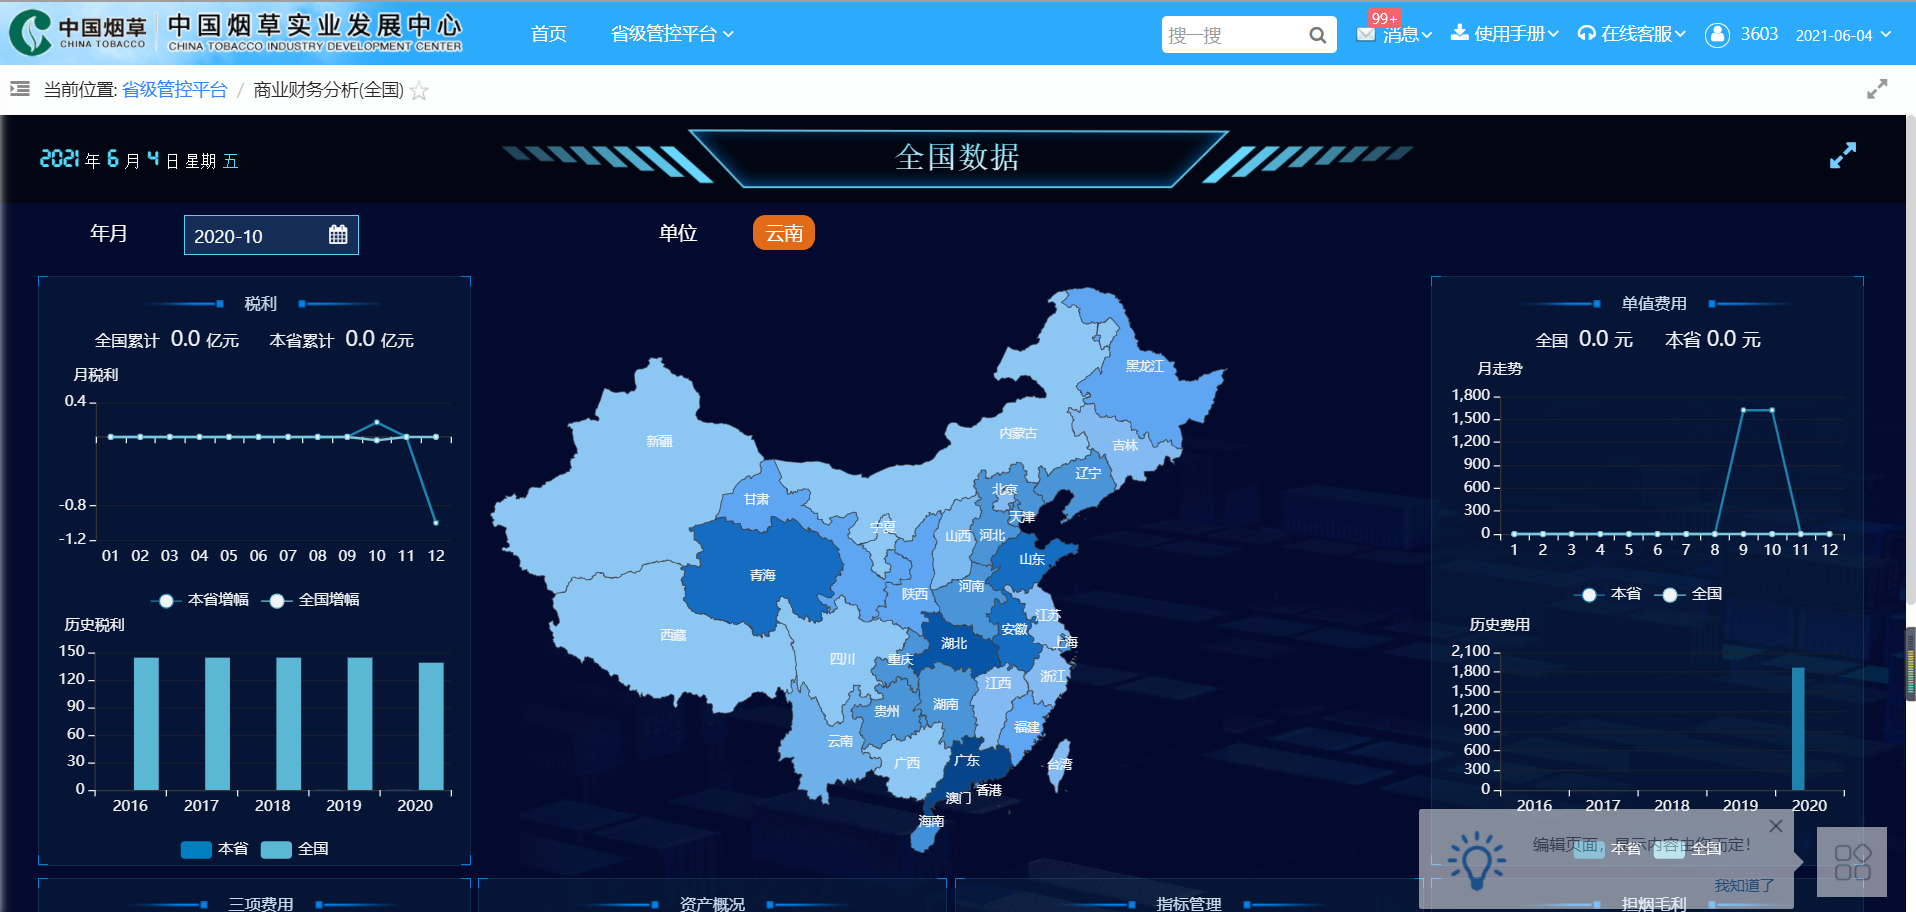 中国烟草 CHINA TOBACCO
中国烟草实业发展中心
CHINA TOBACCO INDUSTRY DEVELOPMENT CENTER
首页 省级管控平台
搜一搜
99+
消息 使用手册 在线客服 3603 2021-06-04
当前位置: 省级管控平台 / 商业财务分析(全国)
2021 年 6 月 4 日 星期 五
全国数据
年月 2020-10 单位 云南
税利
全国累计 0.0 亿元 本省累计 0.0 亿元
月税利
0.4
-0.8
-1.2
01 02 03 04 05 06 07 08 09 10 11 12
本省增幅 全国增幅
历史税利
150
120
90
60
30
0
2016 2017 2018 2019 2020
本省 全国
黑龙江
内蒙古
吉林
新疆
辽宁
北京
甘肃
天津
宁夏
山西
河北
山东
青海
河南
陕西
江苏
安徽
西藏
上海
湖北
四川
重庆
浙江
江西
湖南
贵州
福建
云南
广东
广西
台湾
香港
澳门
海南
单值费用
全国 0.0 元 本省 0.0 元
月走势
1,800
1,500
1,200
900
600
300
0
1 2 3 4 5 6 7 8 9 10 11 12
本省 全国
历史费用
2,100
1,800
1,500
1,200
900
600
300
0
2016 2017 2018 2019 2020
本省 全国
编辑页面，显示内容由您而定!
我知道了
三项费用 资产概况 指标管理 担烟毛利